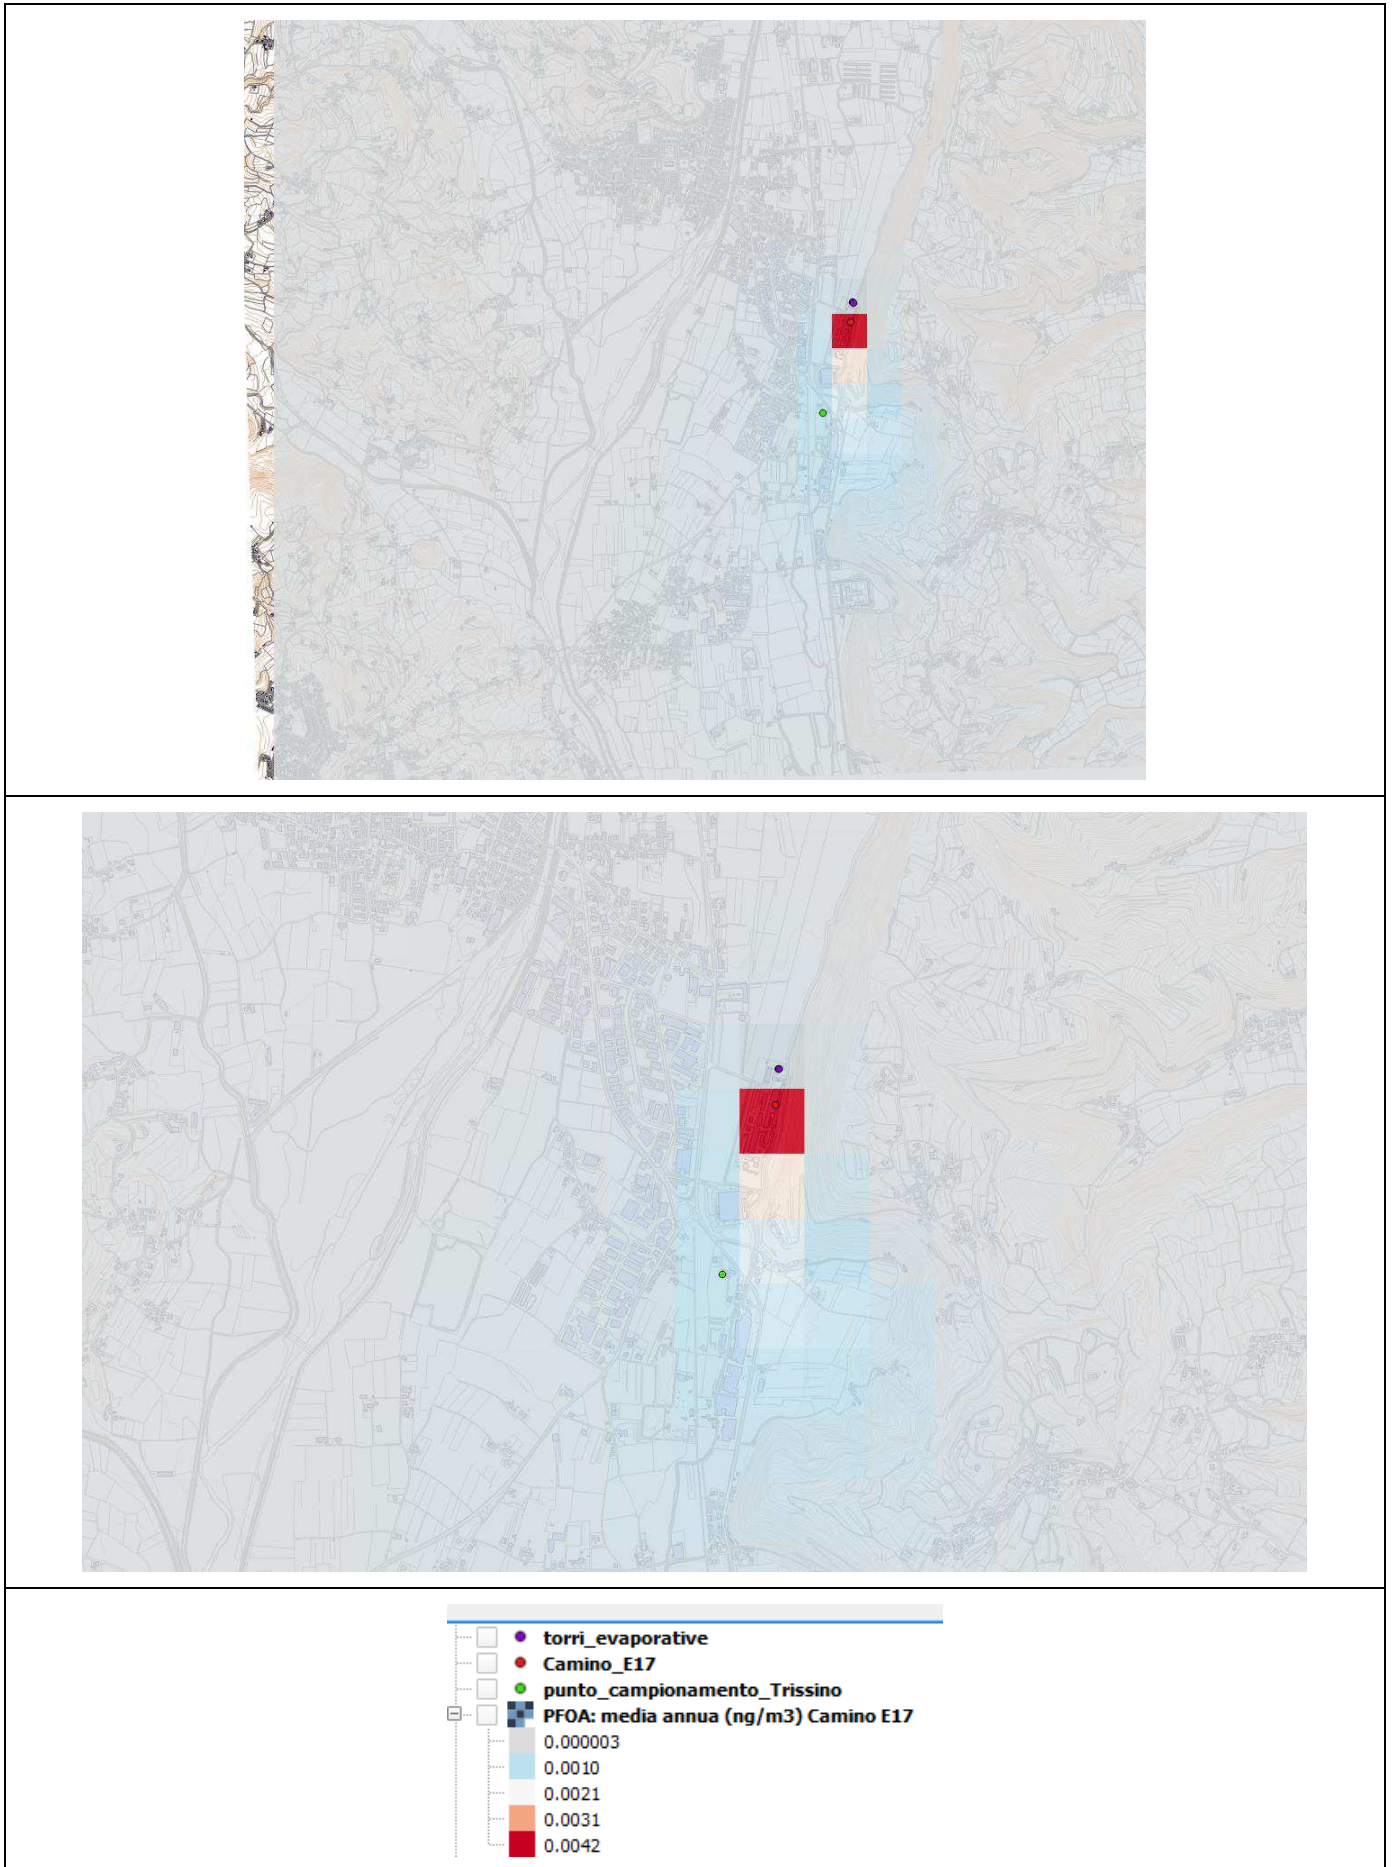 torri_evaporative
Camino_E17
punto_campionamento_Trissino
PFOA: media annua (ng/m3) Camino E17
0.000003
0.0010
0.0021
0.0031
0.0042